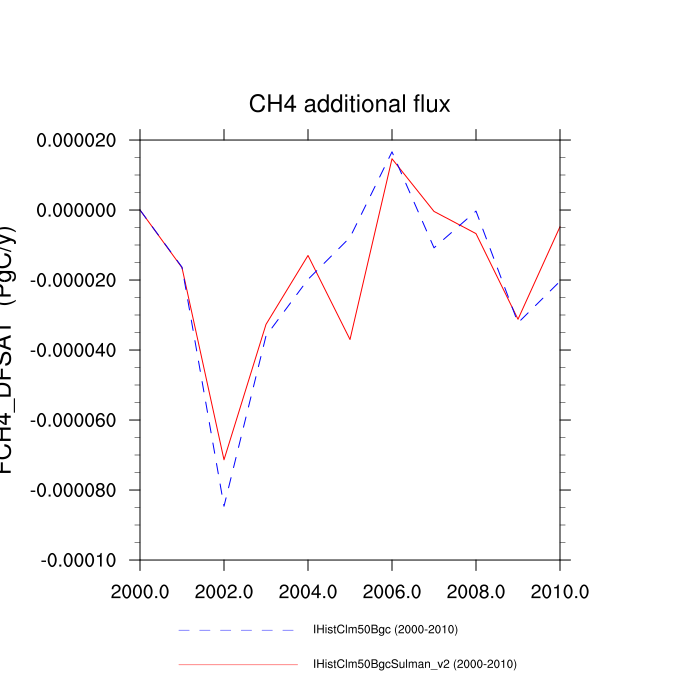 CH4 additional flux
0.000020
0.000000
-0.000020
-0.000040
-0.000060
-0.000080
-0.00010
FCH4_DFSAT (PgC/y)
2000.0 2002.0 2004.0 2006.0 2008.0 2010.0
IHistClm50Bgc (2000-2010)
IHistClm50BgcSulman_v2 (2000-2010)